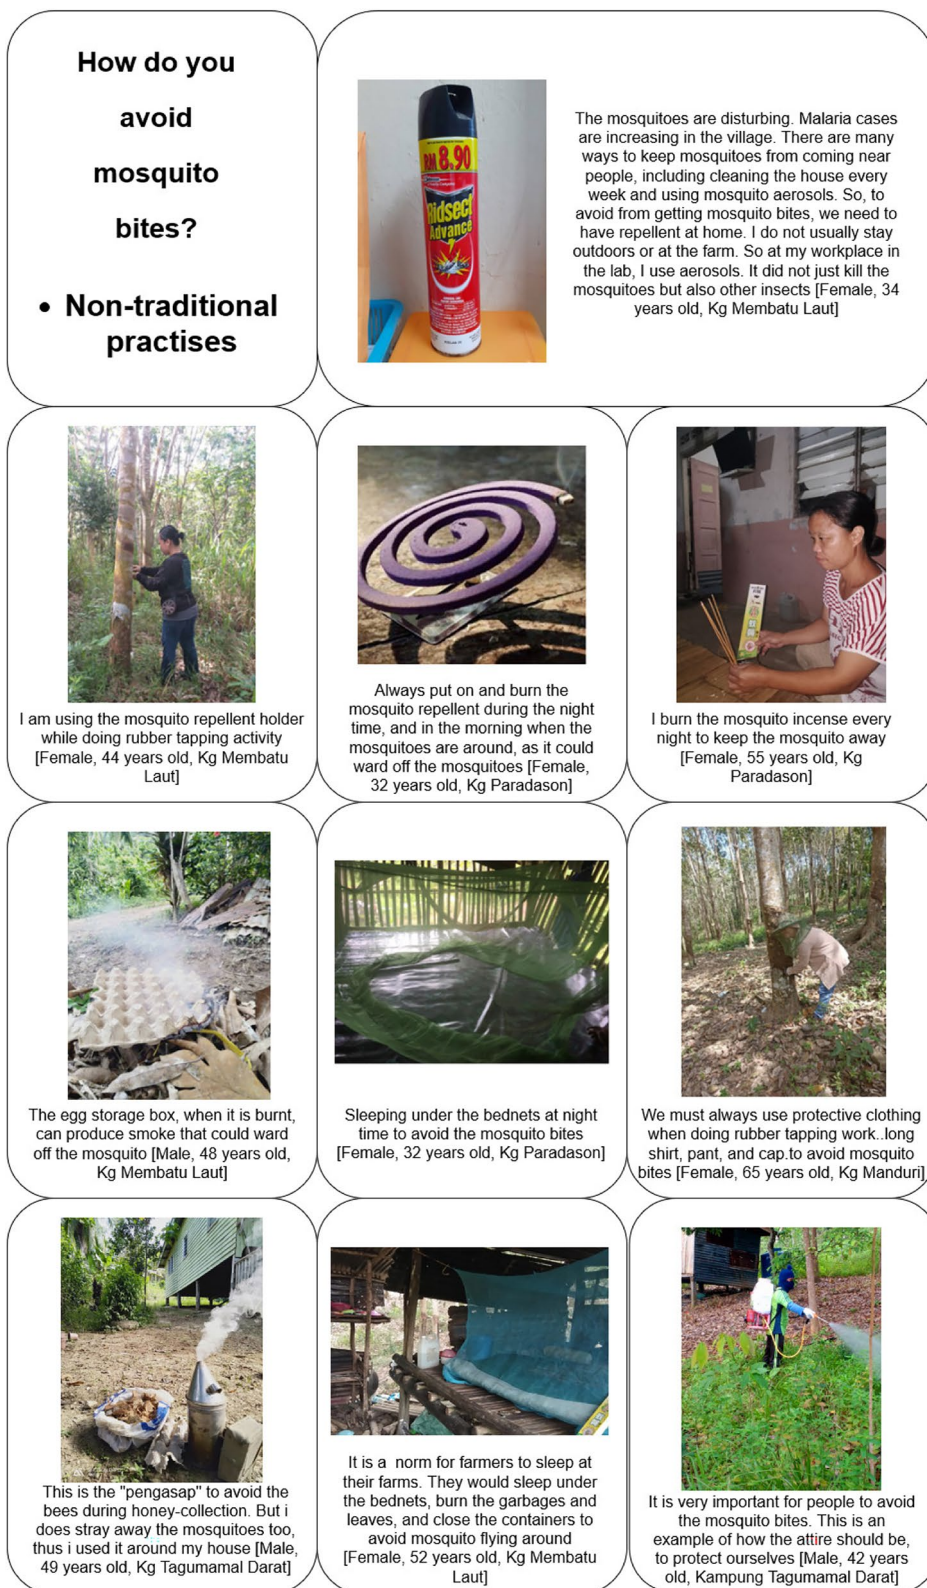 How do you
avoid
mosquito
bites?
• Non-traditional
practises
RM 8.90
Ridsect
Advance
The mosquitoes are disturbing. Malaria cases
are increasing in the village. There are many
ways to keep mosquitoes from coming near
people, including cleaning the house every
week and using mosquito aerosols. So, to
avoid from getting mosquito bites, we need to
have repellent at home. I do not usually stay
outdoors or at the farm. So at my workplace in
the lab, I use aerosols. It did not just kill the
mosquitoes but also other insects [Female, 34
years old, Kg Membatu Laut]
I am using the mosquito repellent holder
while doing rubber tapping activity
[Female, 44 years old, Kg Membatu
Laut]
Always put on and burn the
mosquito repellent during the night
time, and in the morning when the
mosquitoes are around, as it could
ward off the mosquitoes [Female,
32 years old, Kg Paradason]
I burn the mosquito incense every
night to keep the mosquito away
[Female, 55 years old, Kg
Paradason]
The egg storage box, when it is burnt,
can produce smoke that could ward
off the mosquito [Male, 48 years old,
Kg Membatu Laut]
Sleeping under the bednets at night
time to avoid the mosquito bites
[Female, 32 years old, Kg Paradason]
We must always use protective clothing
when doing rubber tapping work..long
shirt, pant, and cap.to avoid mosquito
bites [Female, 65 years old, Kg Manduri]
This is the "pengasap" to avoid the
bees during honey-collection. But i
does stray away the mosquitoes too,
thus i used it around my house [Male,
49 years old, Kg Tagumamal Darat]
It is a norm for farmers to sleep at
their farms. They would sleep under
the bednets, burn the garbages and
leaves, and close the containers to
avoid mosquito flying around
[Female, 52 years old, Kg Membatu
Laut]
It is very important for people to avoid
the mosquito bites. This is an
example of how the attire should be,
to protect ourselves [Male, 42 years
old, Kampung Tagumamal Darat]